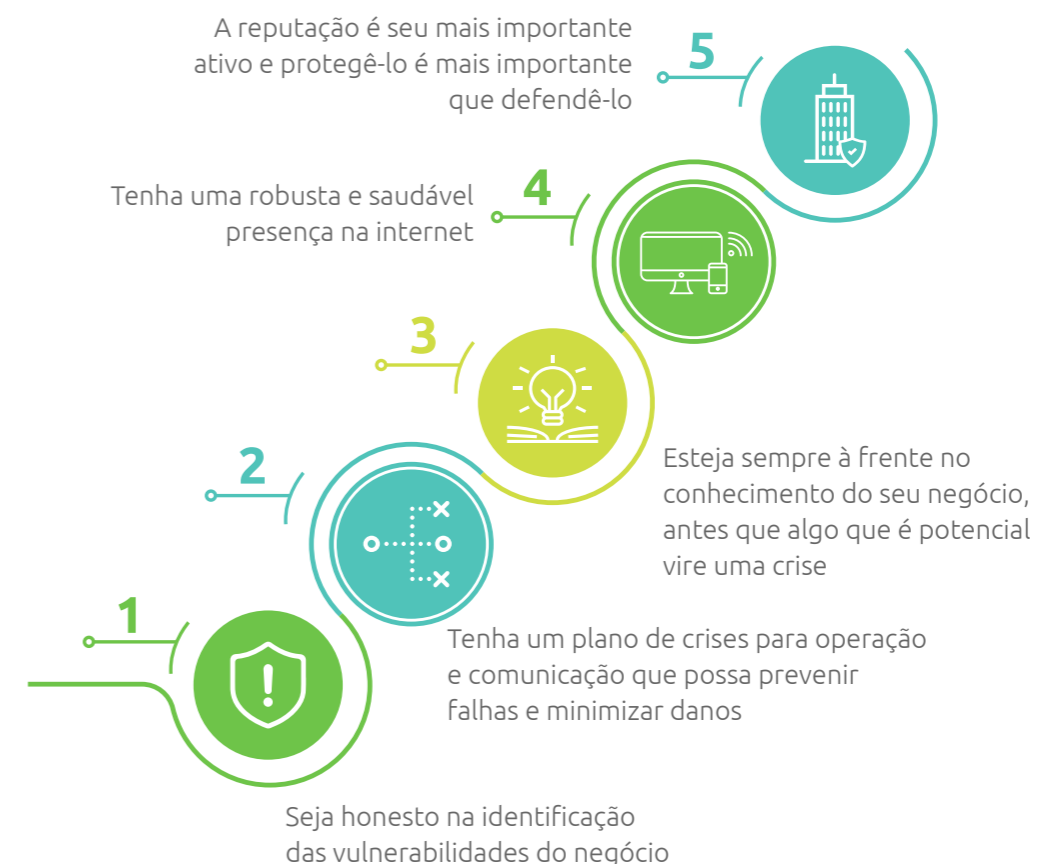 A reputação é seu mais importante
ativo e protegê-lo é mais importante
que defendê-lo
5
Tenha uma robusta e saudável
presença na internet
4
3
Esteja sempre à frente no
conhecimento do seu negócio,
antes que algo que é potencial
vire uma crise
2
Tenha um plano de crises para operação
e comunicação que possa prevenir
falhas e minimizar danos
1
Seja honesto na identificação
das vulnerabilidades do negócio